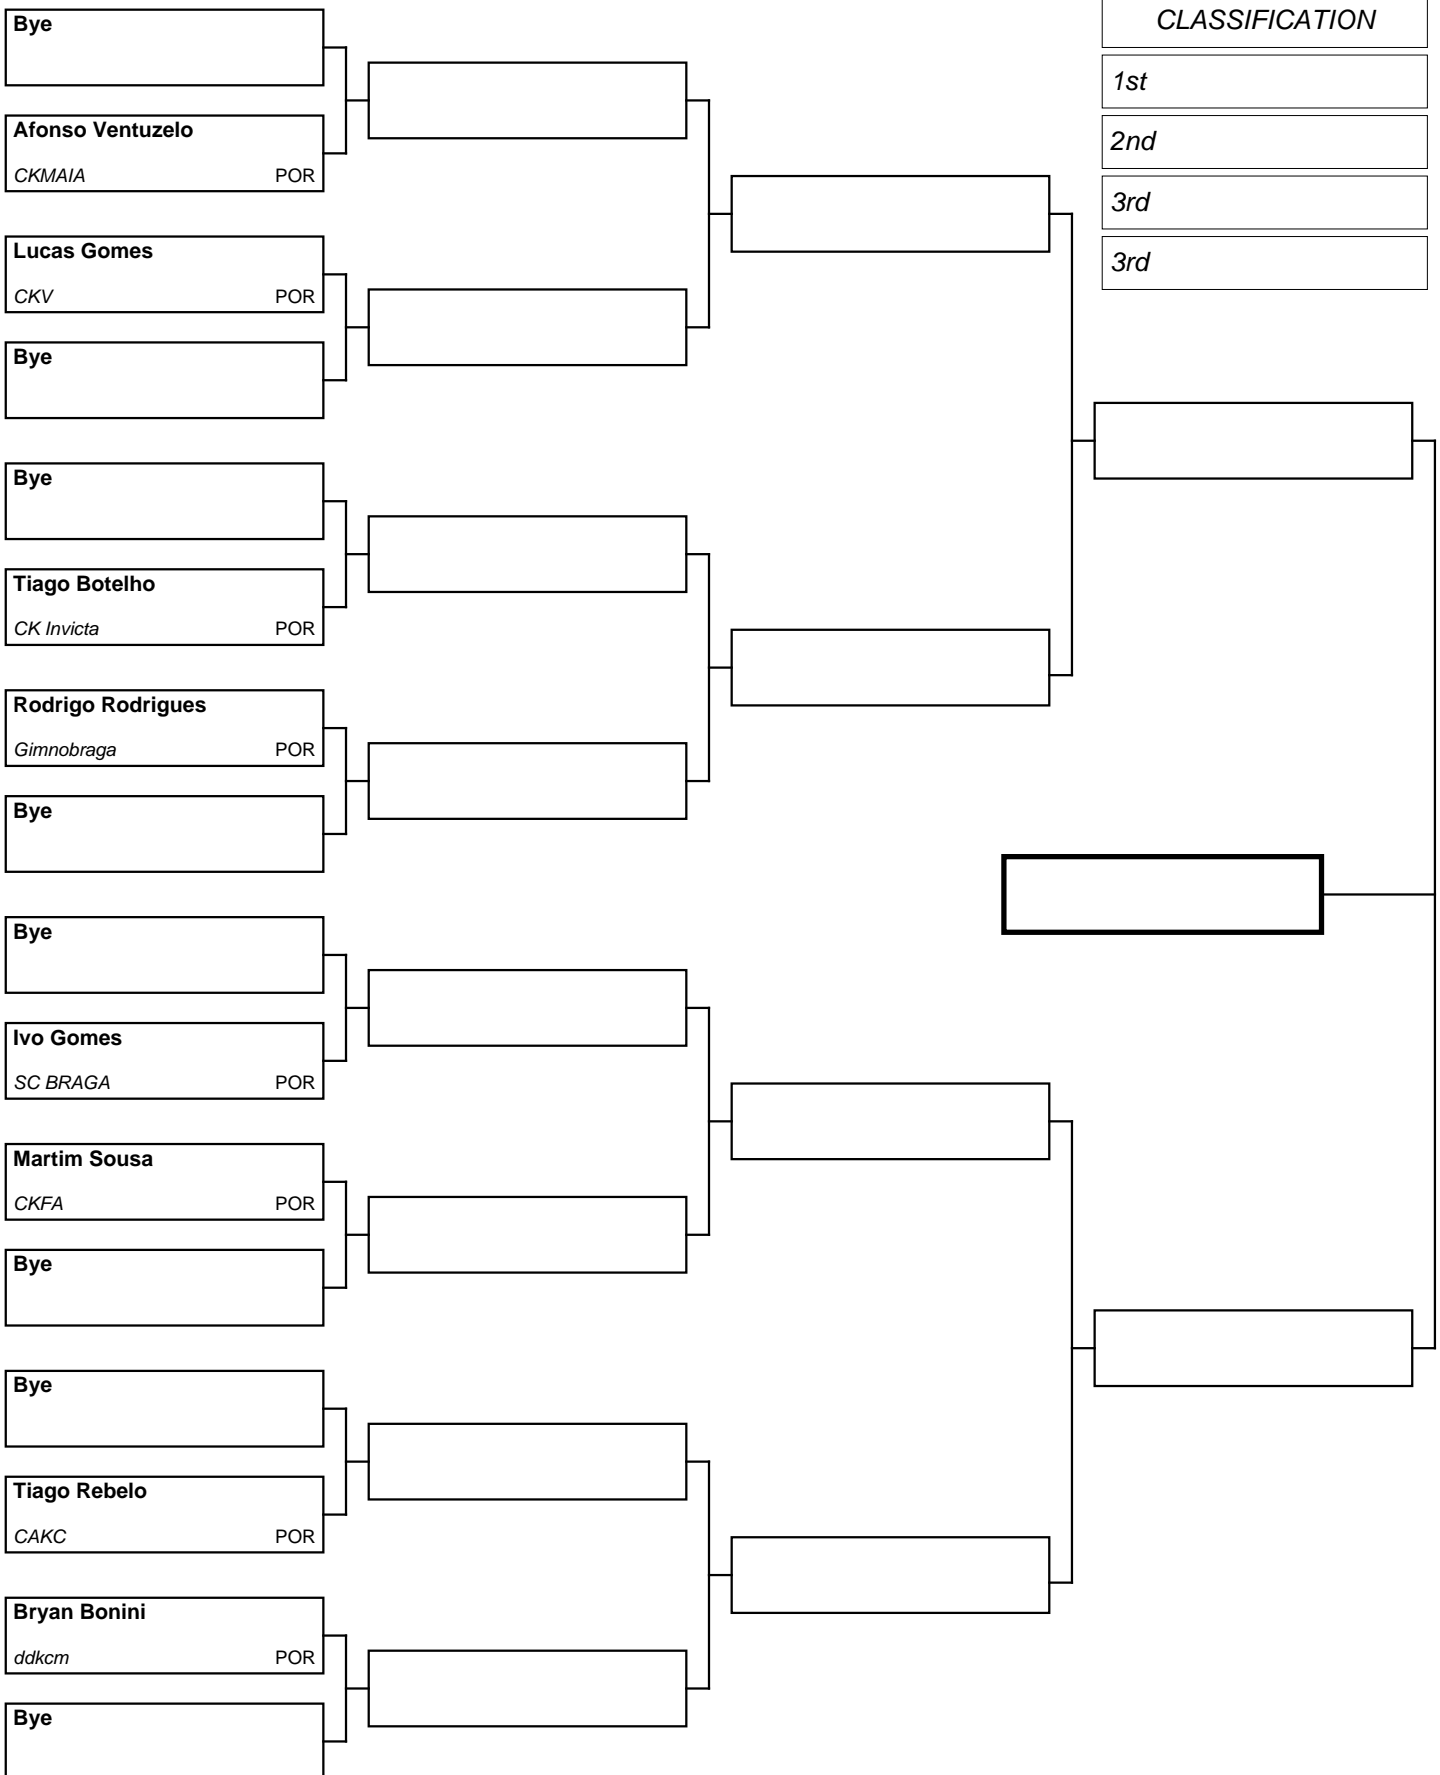 Bye
Afonso Ventuzelo
CKMAIA POR
Lucas Gomes
CKV POR
Bye
Bye
Tiago Botelho
CK Invicta POR
Rodrigo Rodrigues
Gimnobraga POR
Bye
Bye
Ivo Gomes
SC BRAGA POR
Martim Sousa
CKFA POR
Bye
Bye
Tiago Rebelo
CAKC POR
Bryan Bonini
ddkcm POR
Bye
CLASSIFICATION
1st
2nd
3rd
3rd